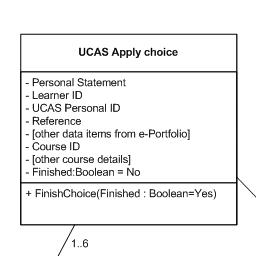 UCAS Apply choice
- Personal Statement
- Learner ID
- UCAS Personal ID
- Reference
- [other data items from e-Portfolio]
- Course ID
- [other course details]
- Finished:Boolean = No
+ FinishChoice(Finished : Boolean=Yes)
1..6